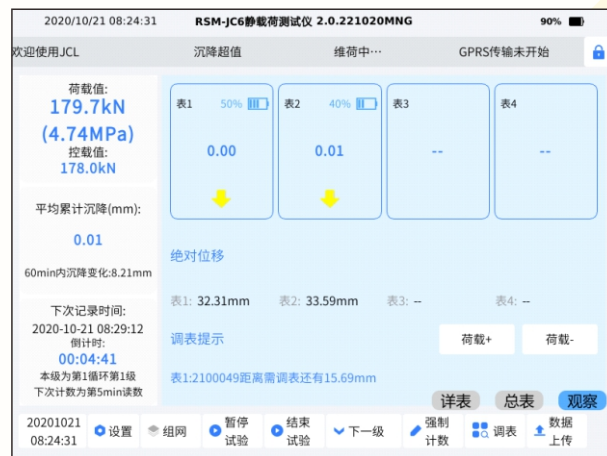 2020/10/21 08:24:31 RSM-JC6静载荷测试仪 2.0.221020MNG 90%
欢迎使用JCL 沉降超值 维荷中··· GPRS传输未开始
荷载值:
179.7kN
(4.74MPa)
控载值:
178.0kN
平均累计沉降(mm):
0.01
60min内沉降变化:8.21mm
下次记录时间:
2020-10-21 08:29:12
倒计时:
00:04:41
本级为第1循环第1级
下次计数为第5min读数
表1 50% 表2 40% 表3 表4
0.00 0.01 -- --
绝对位移
表1: 32.31mm 表2: 33.59mm 表3: -- 表4: --
调表提示 荷载+ 荷载-
表1:2100049距离需调表还有15.69mm
详表 总表 观察
20201021
08:24:31
设置
组网
暂停
试验
结束
试验
下一级
强制
计数
调表
数据
上传